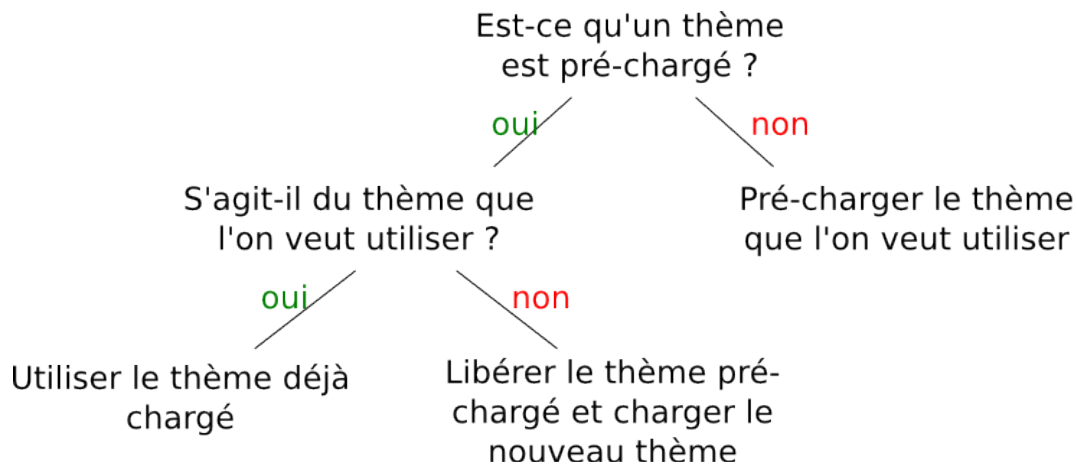 Est-ce qu'un thème
est pré-chargé ?
oui
non
S'agit-il du thème que
l'on veut utiliser ?
Pré-charger le thème
que l'on veut utiliser
oui
non
Utiliser le thème déjà
chargé
Libérer le thème pré-
chargé et charger le
nouveau thème